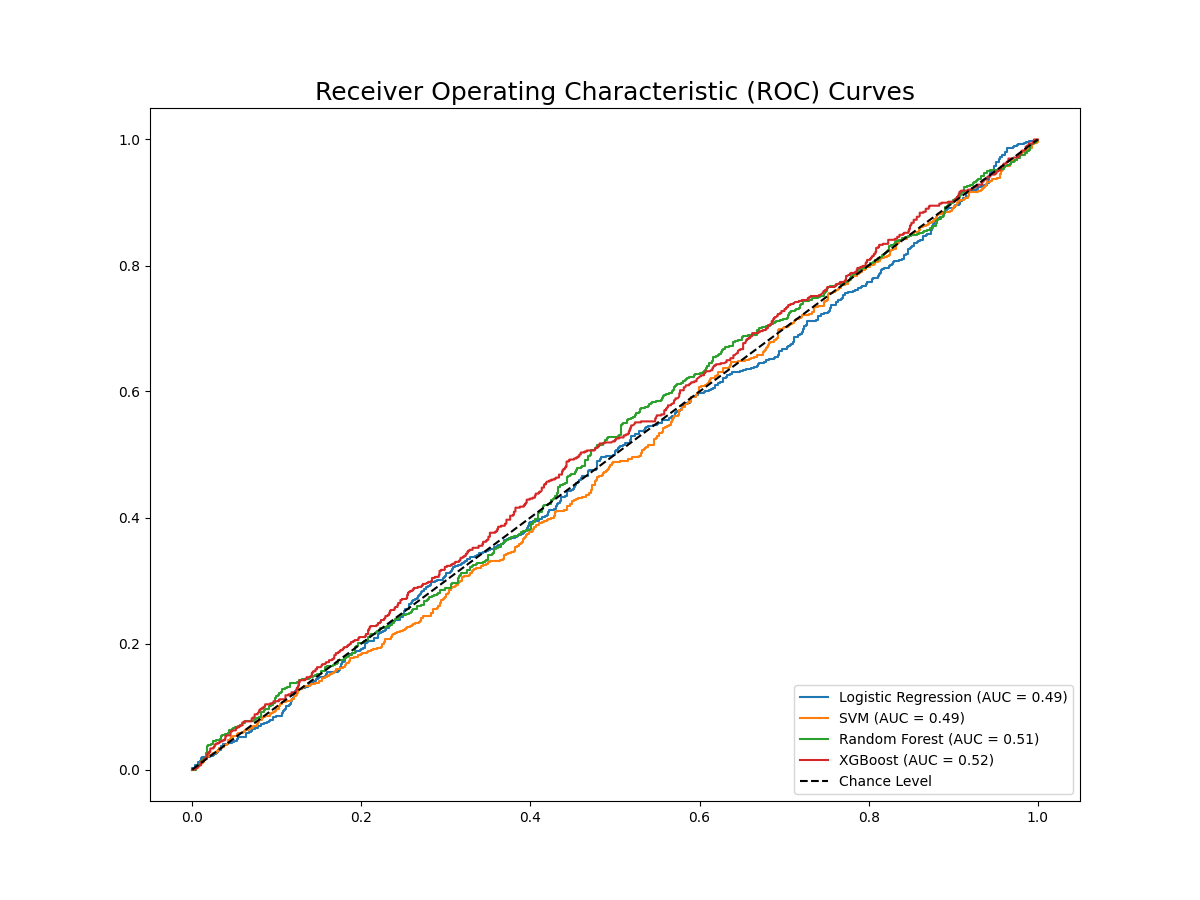 Receiver Operating Characteristic (ROC) Curves
1.0
0.8
0.6
0.4
0.2
0.0
0.0 0.2 0.4 0.6 0.8 1.0
Logistic Regression (AUC = 0.49)
SVM (AUC = 0.49)
Random Forest (AUC = 0.51)
XGBoost (AUC = 0.52)
Chance Level